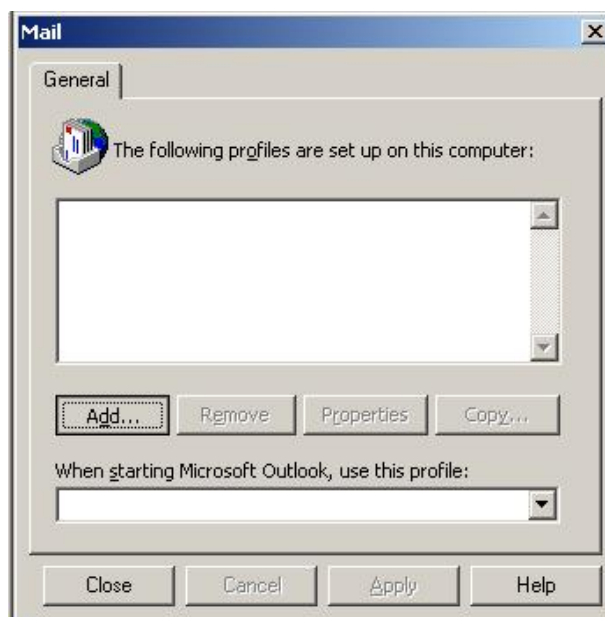 Mail
General
The following profiles are set up on this computer:
Add... Remove Properties Copy...
When starting Microsoft Outlook, use this profile:
Close Cancel Apply Help